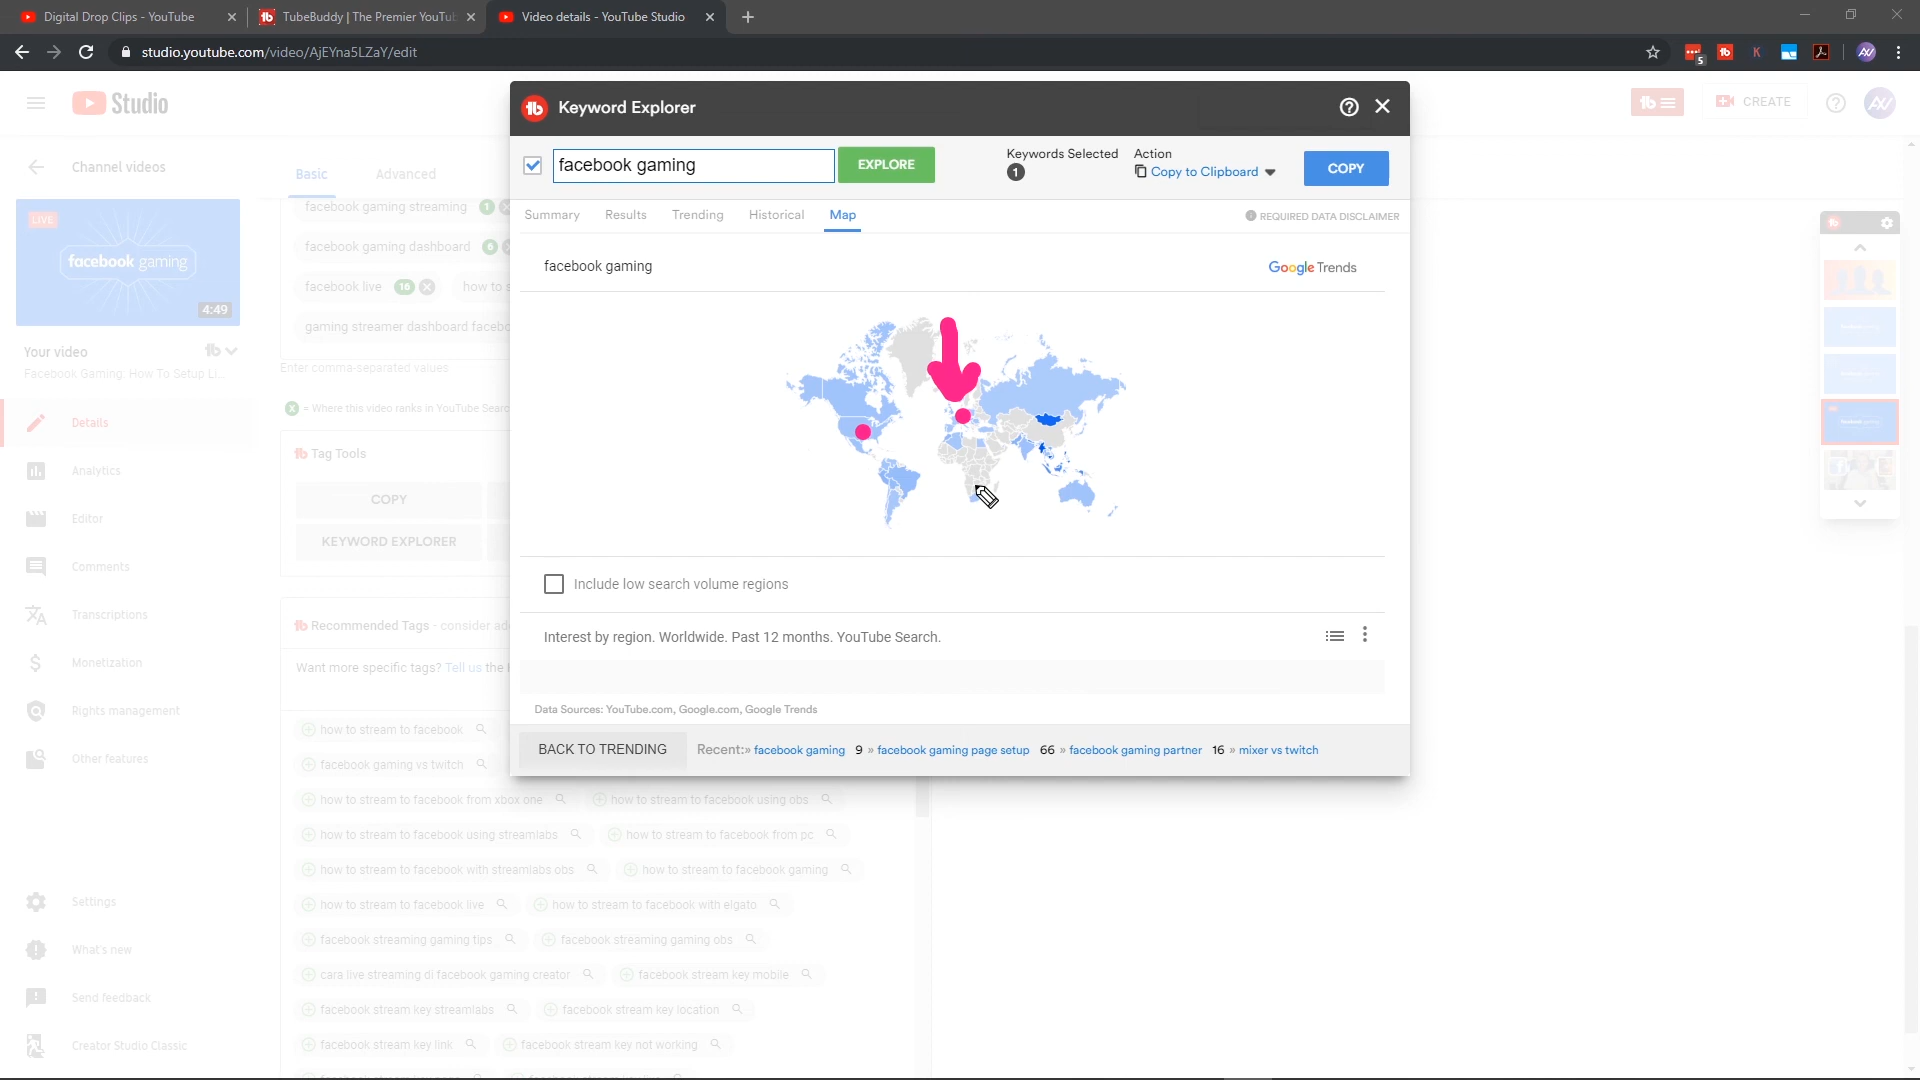 Digital Drop Clips - YouTube
TubeBuddy | The Premier YouTu
Video details - YouTube Studio
studio.youtube.com/video/AjEYna5LZaY/edit
5
Studio
Keyword Explorer
CREATE
Channel videos
Basic
Advanced
facebook gaming
EXPLORE
Keywords Selected
1
Action
Copy to Clipboard
COPY
Summary
Results
Trending
Historical
Map
REQUIRED DATA DISCLAIMER
facebook gaming
Google Trends
LIVE
facebook gaming
4:49
Your video
Facebook Gaming: How To Setup Li...
facebook gaming streaming 1
facebook gaming dashboard 6
facebook live 16
how to s
gaming streamer dashboard facebo
Enter comma-separated values
X = Where this video ranks in YouTube Searc
Details
Analytics
Editor
Comments
Transcriptions
Monetization
Rights management
Other features
Settings
What's new
Send feedback
Creator Studio Classic
Tag Tools
COPY
KEYWORD EXPLORER
Recommended Tags - consider ad
Want more specific tags? Tell us the l
Include low search volume regions
Interest by region. Worldwide. Past 12 months. YouTube Search.
Data Sources: YouTube.com, Google.com, Google Trends
BACK TO TRENDING
Recent:» facebook gaming 9 » facebook gaming page setup 66 » facebook gaming partner 16 » mixer vs twitch
how to stream to facebook
facebook gaming vs twitch
how to stream to facebook from xbox one
how to stream to facebook using obs
how to stream to facebook using streamlabs
how to stream to facebook from pc
how to stream to facebook with streamlabs obs
how to stream to facebook gaming
how to stream to facebook live
how to stream to facebook with elgato
facebook streaming gaming tips
facebook streaming gaming obs
cara live streaming di facebook gaming creator
facebook stream key mobile
facebook stream key streamlabs
facebook stream key location
facebook stream key link
facebook stream key not working